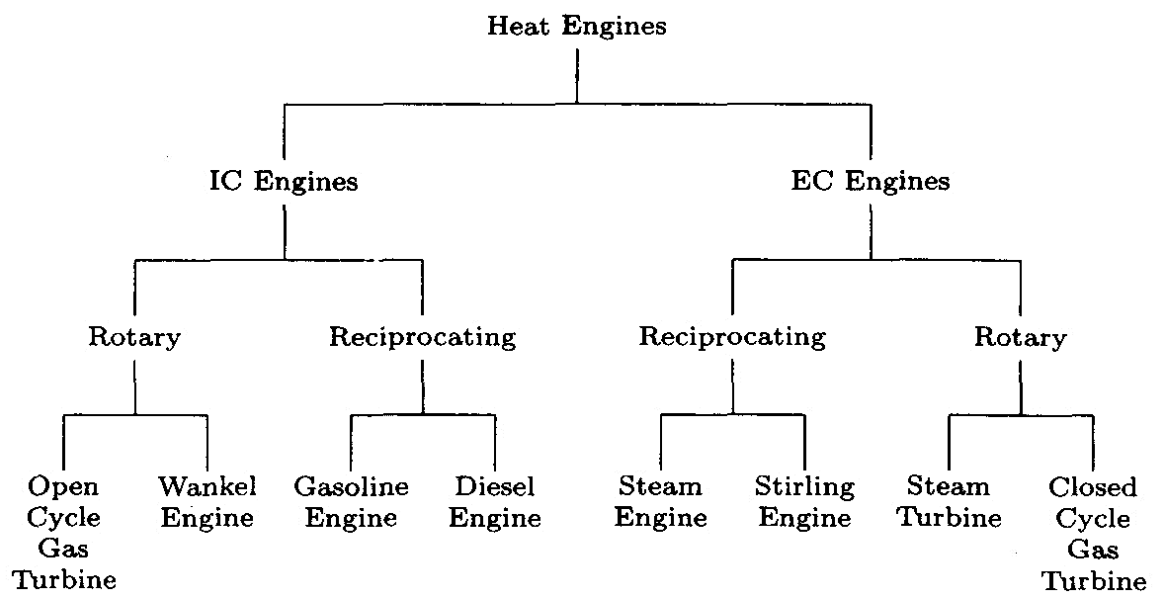 Heat Engines
IC Engines
EC Engines
Rotary
Reciprocating
Reciprocating
Rotary
Open
Cycle
Gas
Turbine
Wankel
Engine
Gasoline
Engine
Diesel
Engine
Steam
Engine
Stirling
Engine
Steam
Turbine
Closed
Cycle
Gas
Turbine